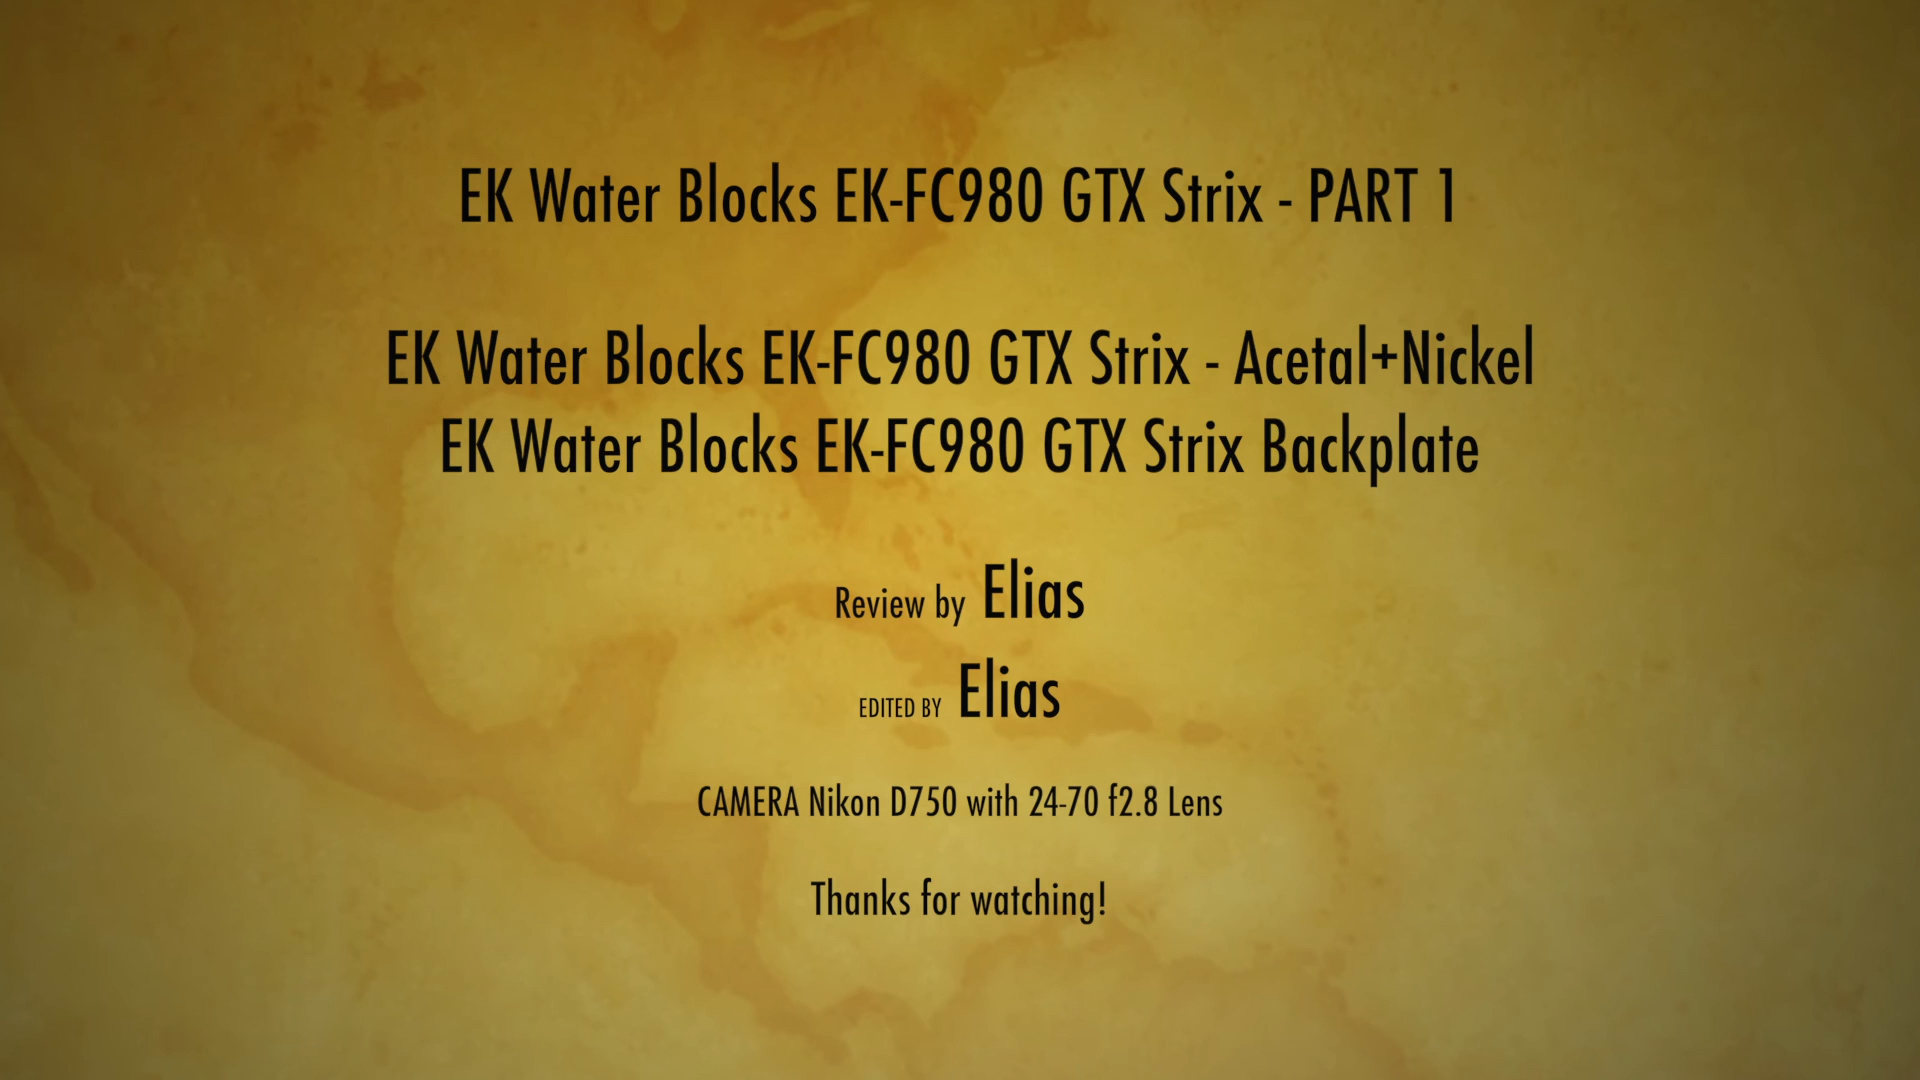 EK Water Blocks EK-FC980 GTX Strix - PART 1
EK Water Blocks EK-FC980 GTX Strix - Acetal+Nickel
EK Water Blocks EK-FC980 GTX Strix Backplate
Review by Elias
EDITED BY Elias
CAMERA Nikon D750 with 24-70 f2.8 Lens
Thanks for watching!